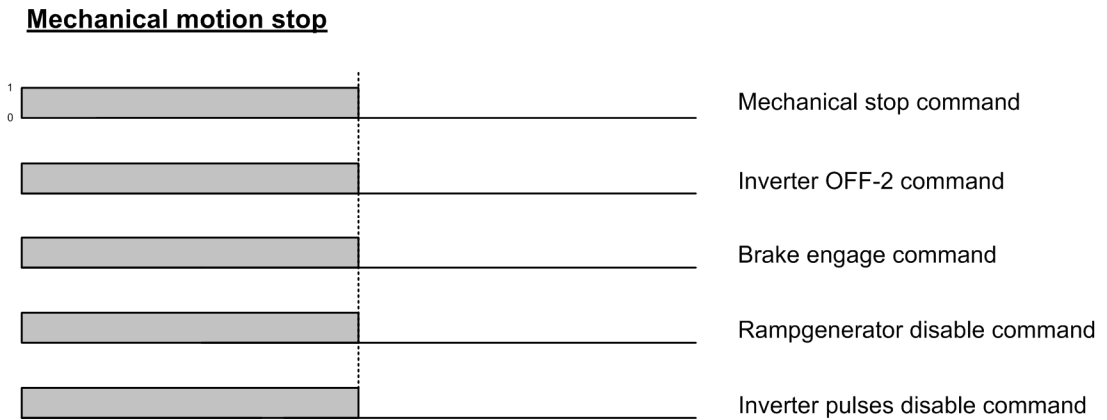 Mechanical motion stop
1
Mechanical stop command
0
Inverter OFF-2 command
Brake engage command
Rampgenerator disable command
Inverter pulses disable command